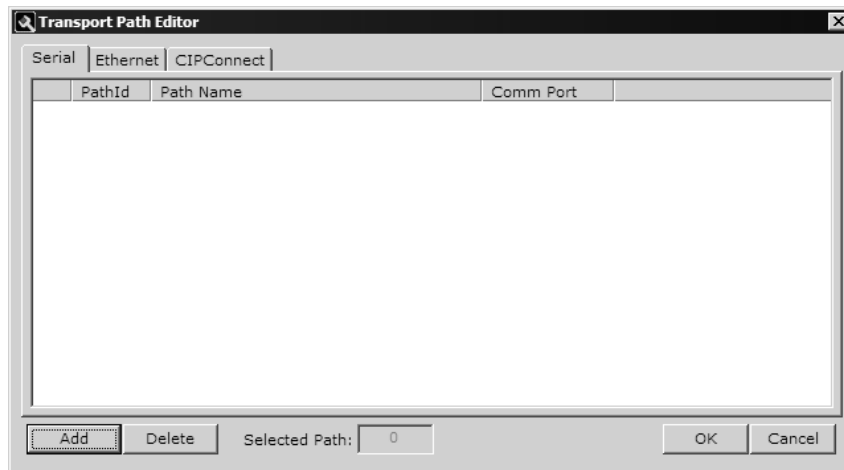 Transport Path Editor
Serial Ethernet CIPConnect
PathId Path Name Comm Port
Add Delete Selected Path: 0 OK Cancel